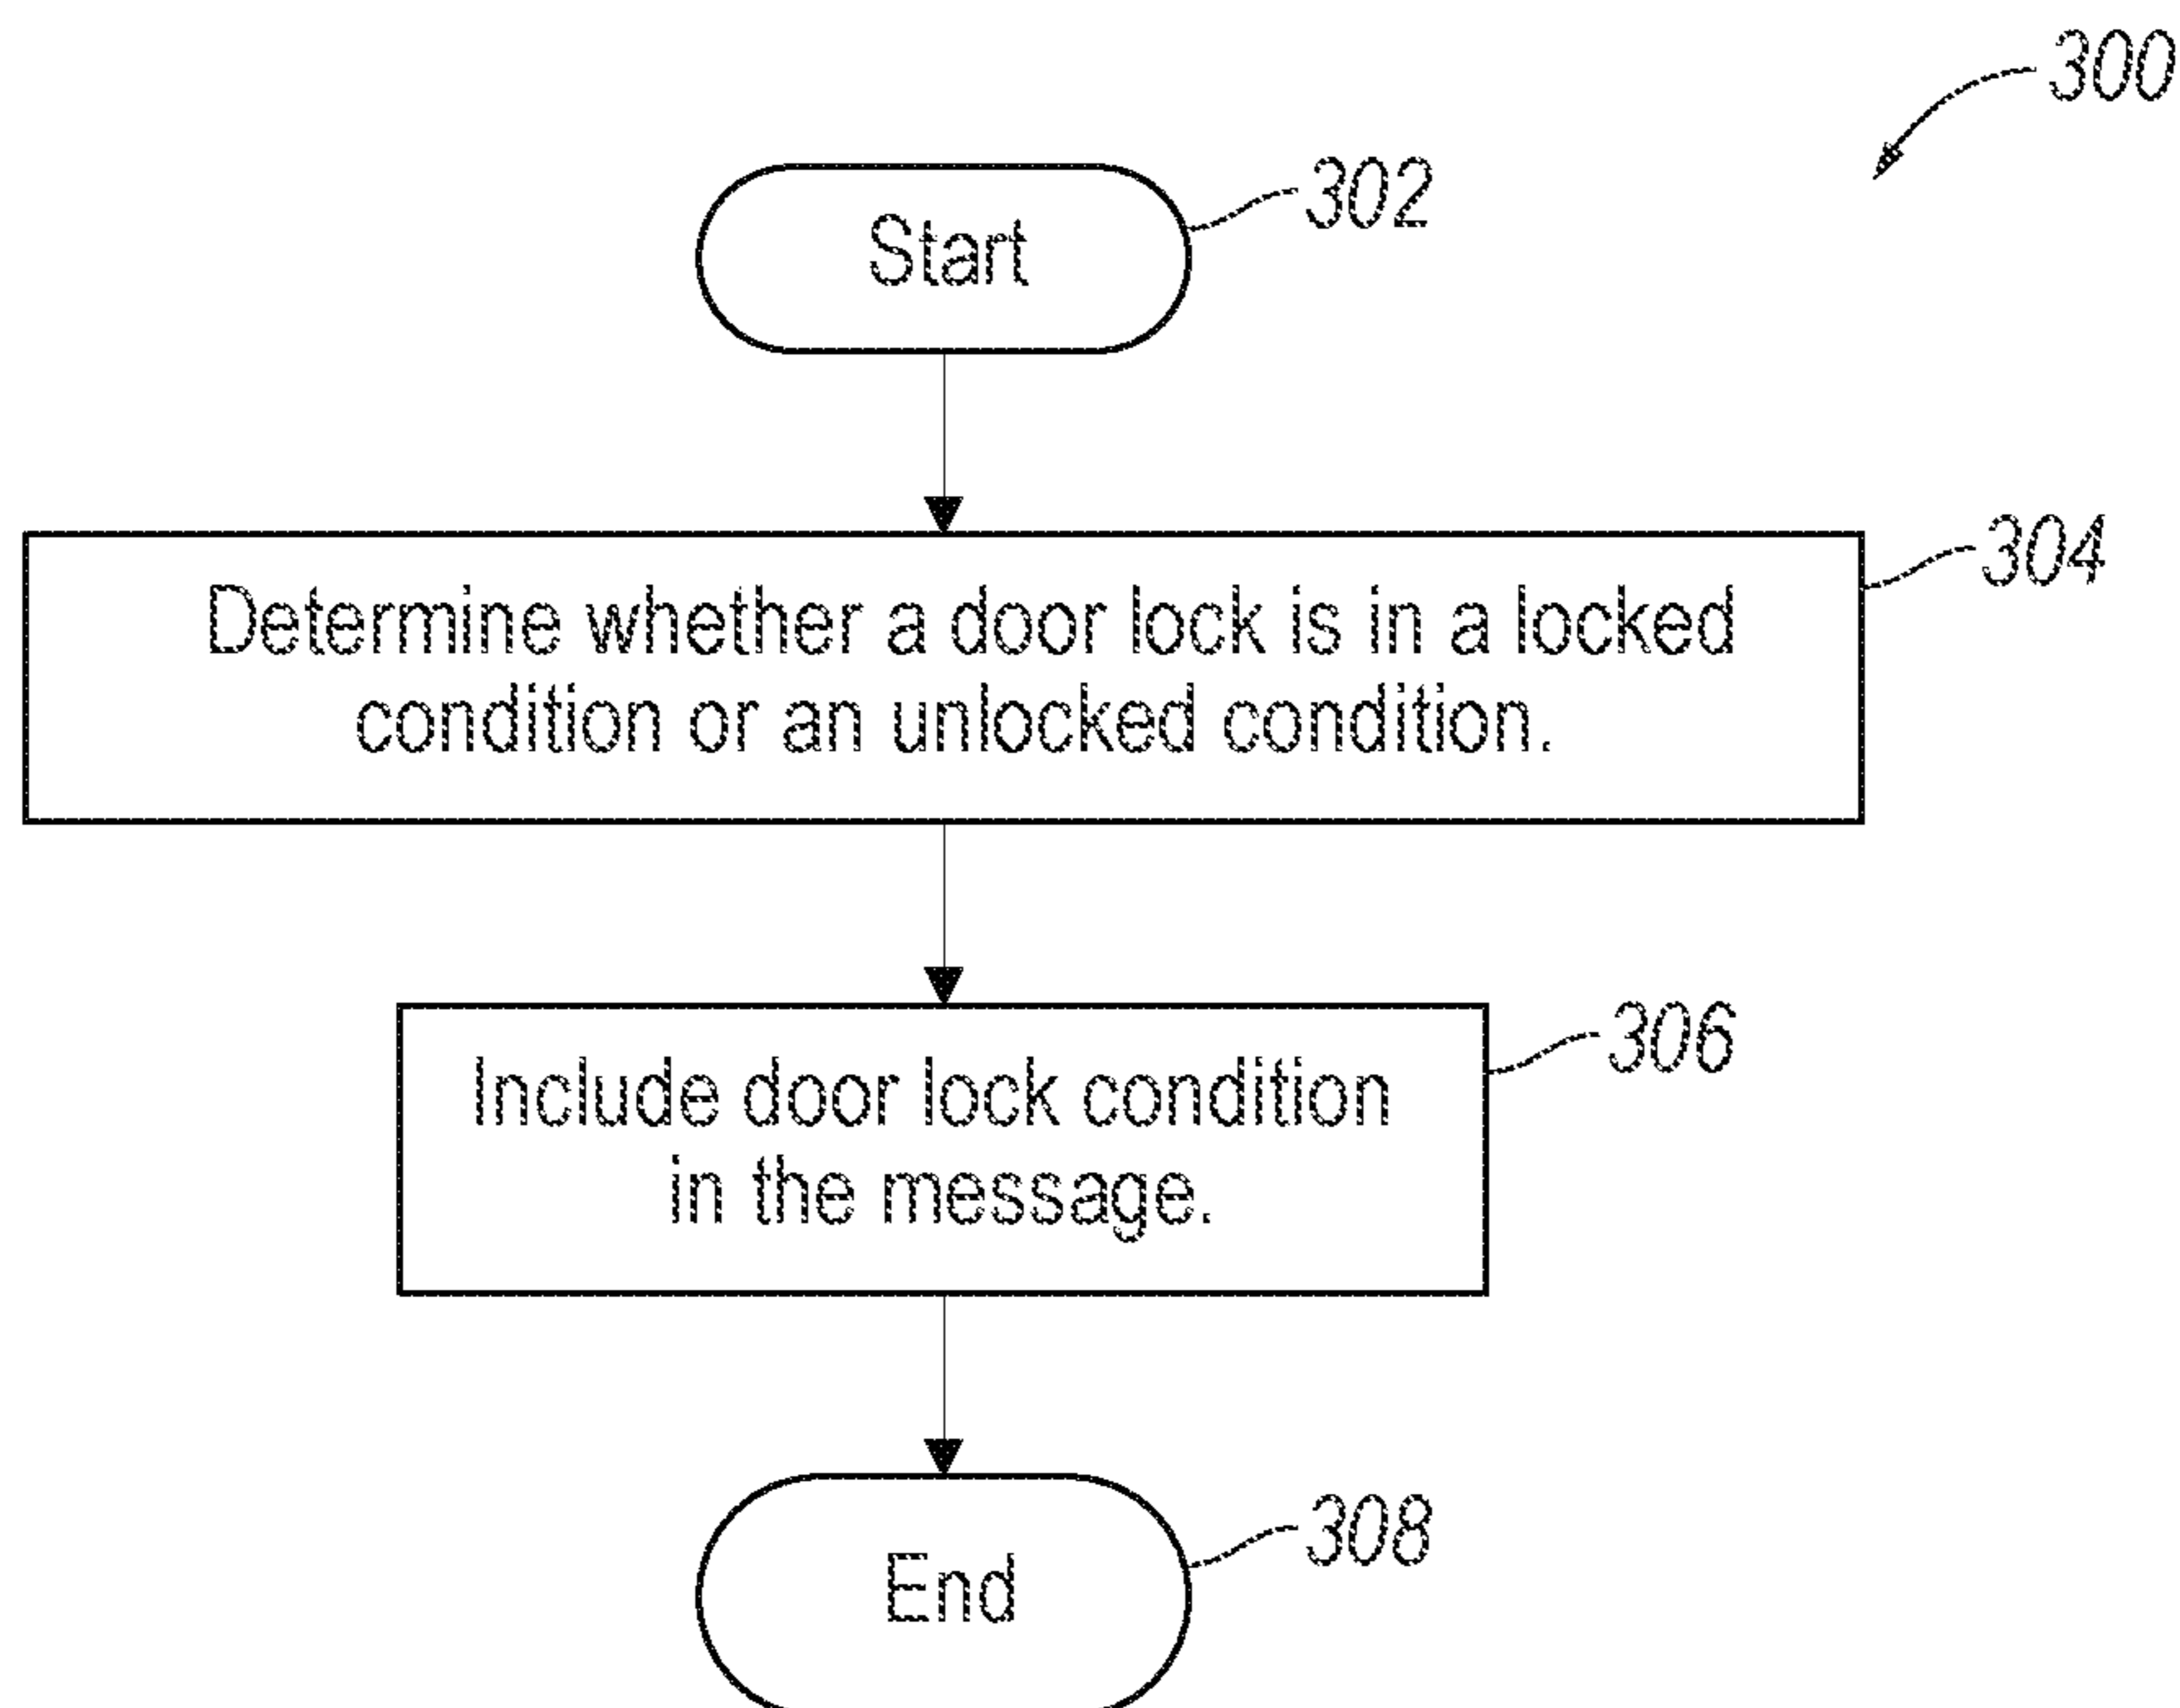 300
302
Start
304
Determine whether a door lock is in a locked
condition or an unlocked condition.
306
Include door lock condition
in the message.
308
End